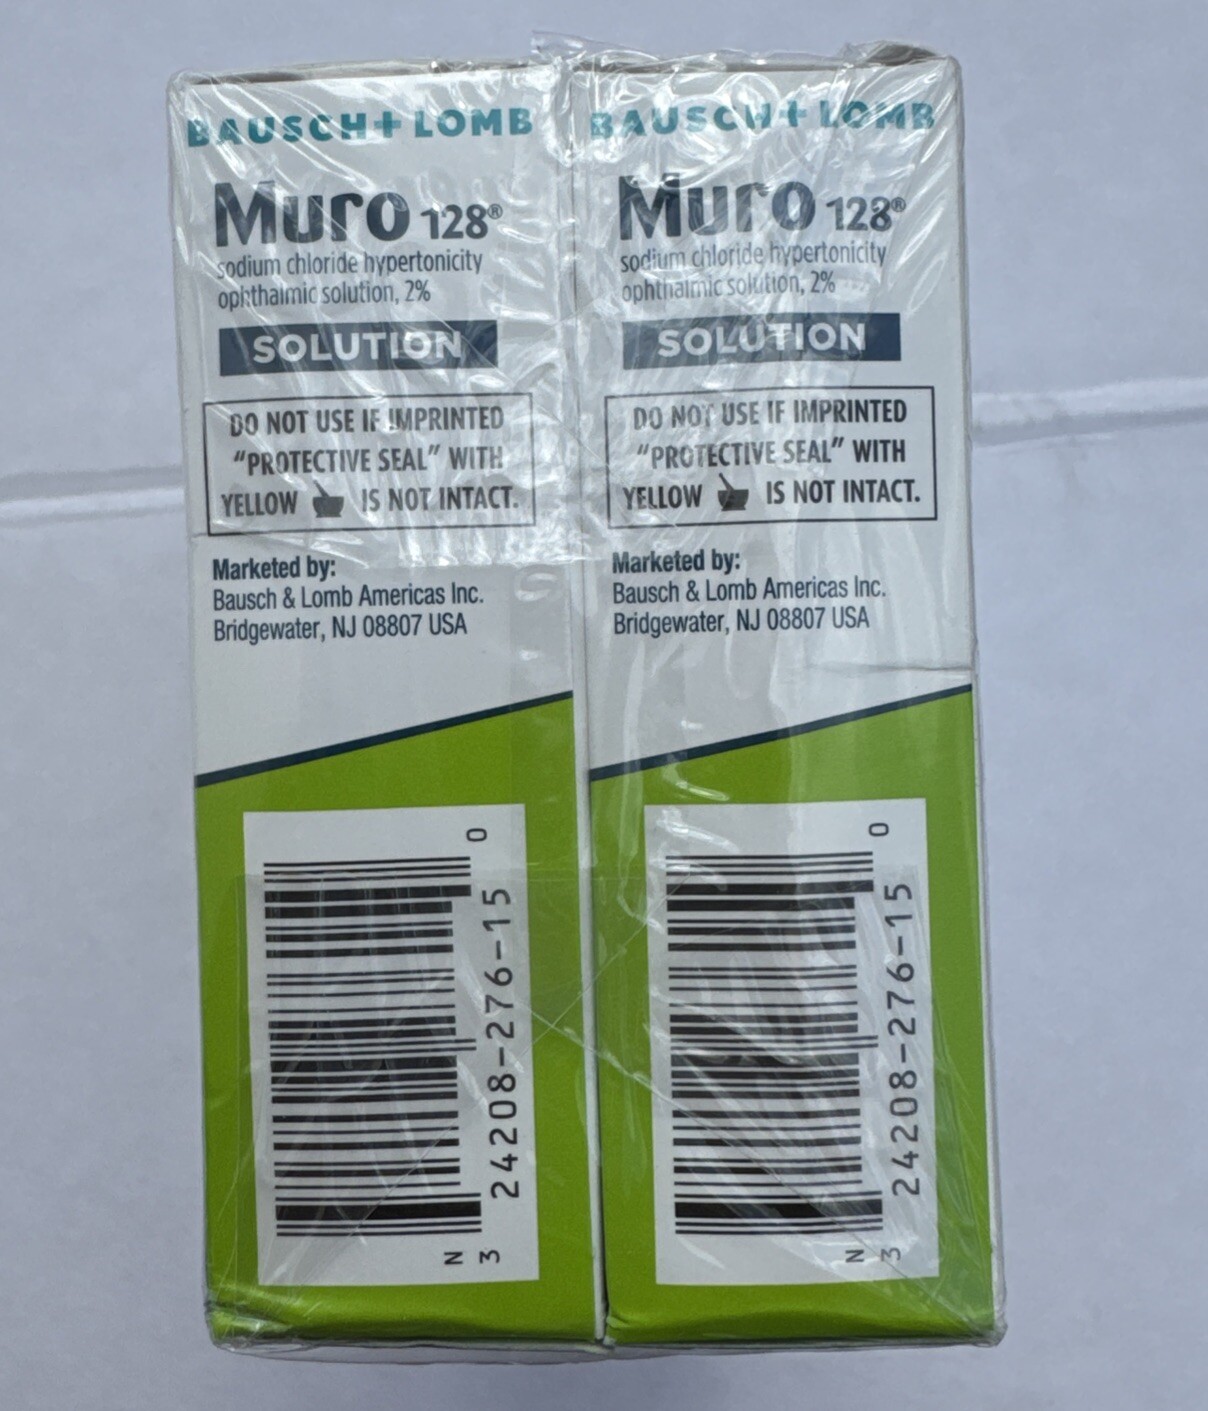 BAUSCH + LOMB
Muro 128®
sodium chloride hypertonicity
ophthalmic solution, 2%
SOLUTION
DO NOT USE IF IMPRINTED
“PROTECTIVE SEAL” WITH
YELLOW IS NOT INTACT.
Marketed by:
Bausch & Lomb Americas Inc.
Bridgewater, NJ 08807 USA
N
3 24208-276-15 0
BAUSCH + LOMB
Muro 128®
sodium chloride hypertonicity
ophthalmic solution, 2%
SOLUTION
DO NOT USE IF IMPRINTED
“PROTECTIVE SEAL” WITH
YELLOW IS NOT INTACT.
Marketed by:
Bausch & Lomb Americas Inc.
Bridgewater, NJ 08807 USA
N
3 24208-276-15 0